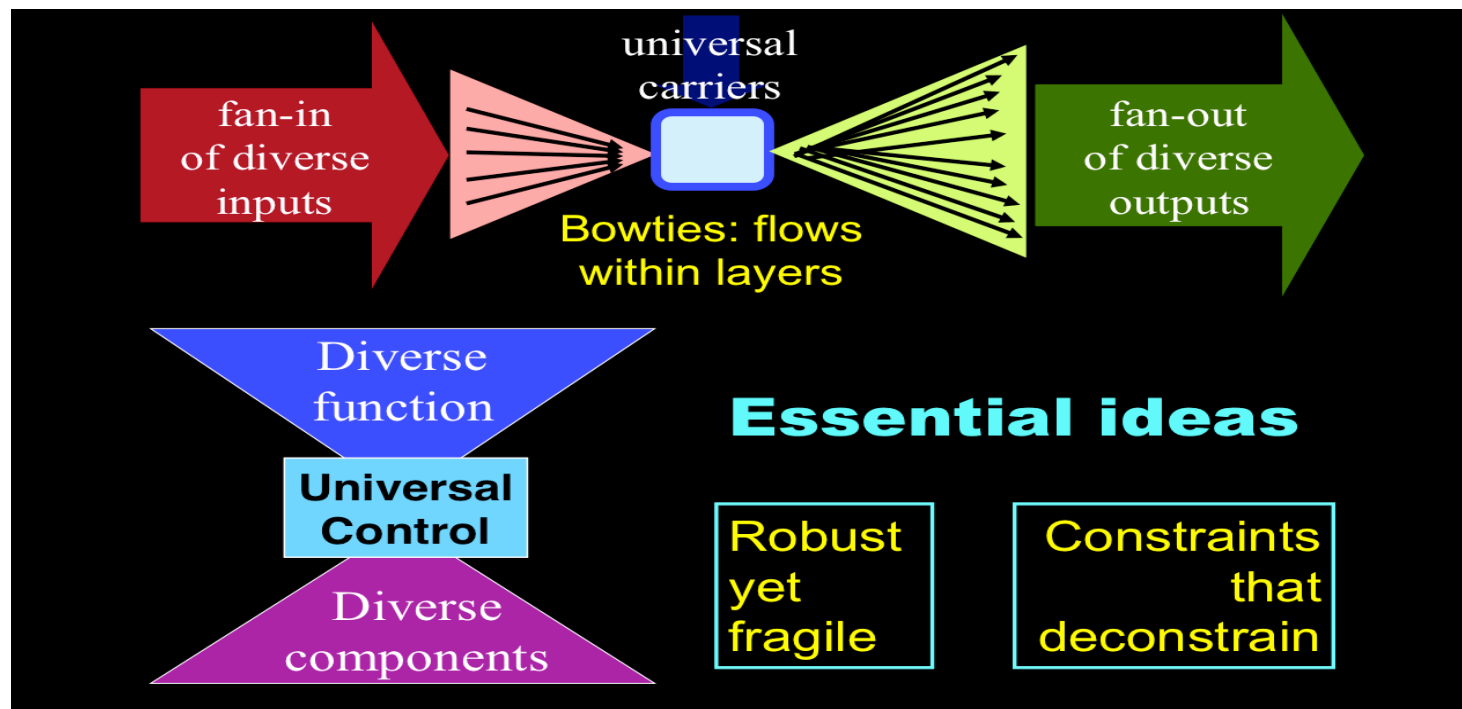 fan-in
of diverse
inputs
universal
carriers
fan-out
of diverse
outputs
Bowties: flows
within layers
Diverse
function
Universal
Control
Diverse
components
Essential ideas
Robust
yet
fragile
Constraints
that
deconstrain